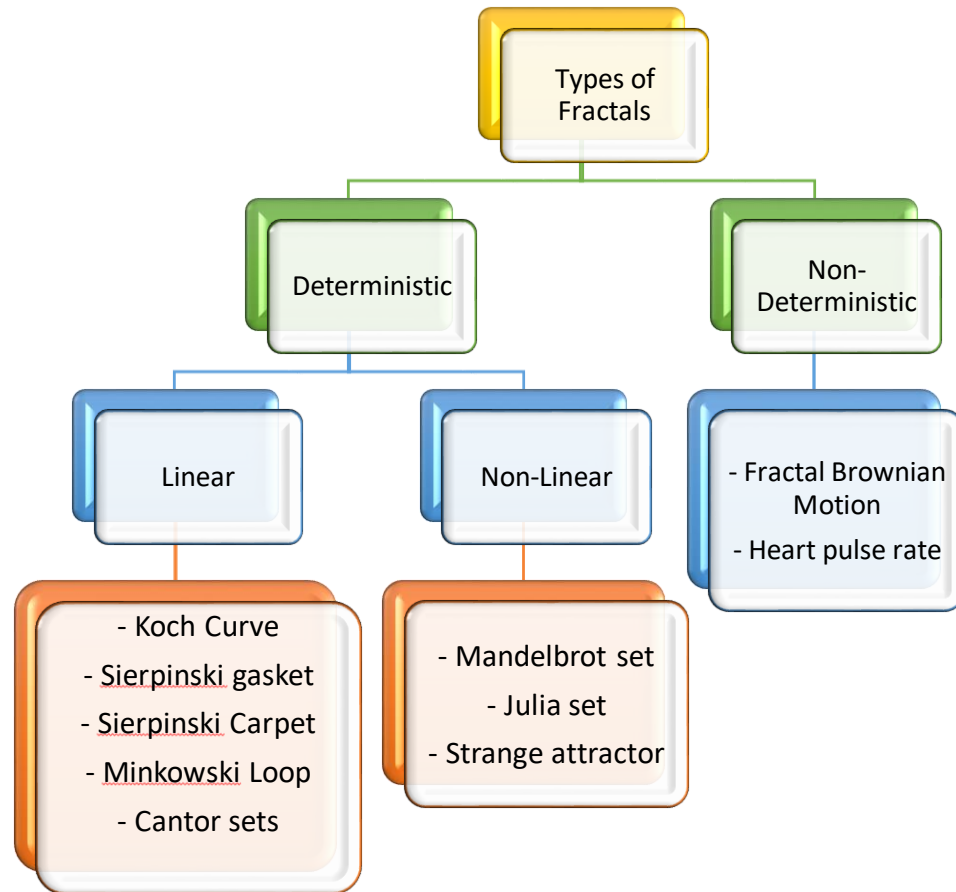 Types of
Fractals
Deterministic
Non-
Deterministic
Linear
Non-Linear
- Fractal Brownian
Motion
- Heart pulse rate
- Koch Curve
- Sierpinski gasket
- Sierpinski Carpet
- Minkowski Loop
- Cantor sets
- Mandelbrot set
- Julia set
- Strange attractor